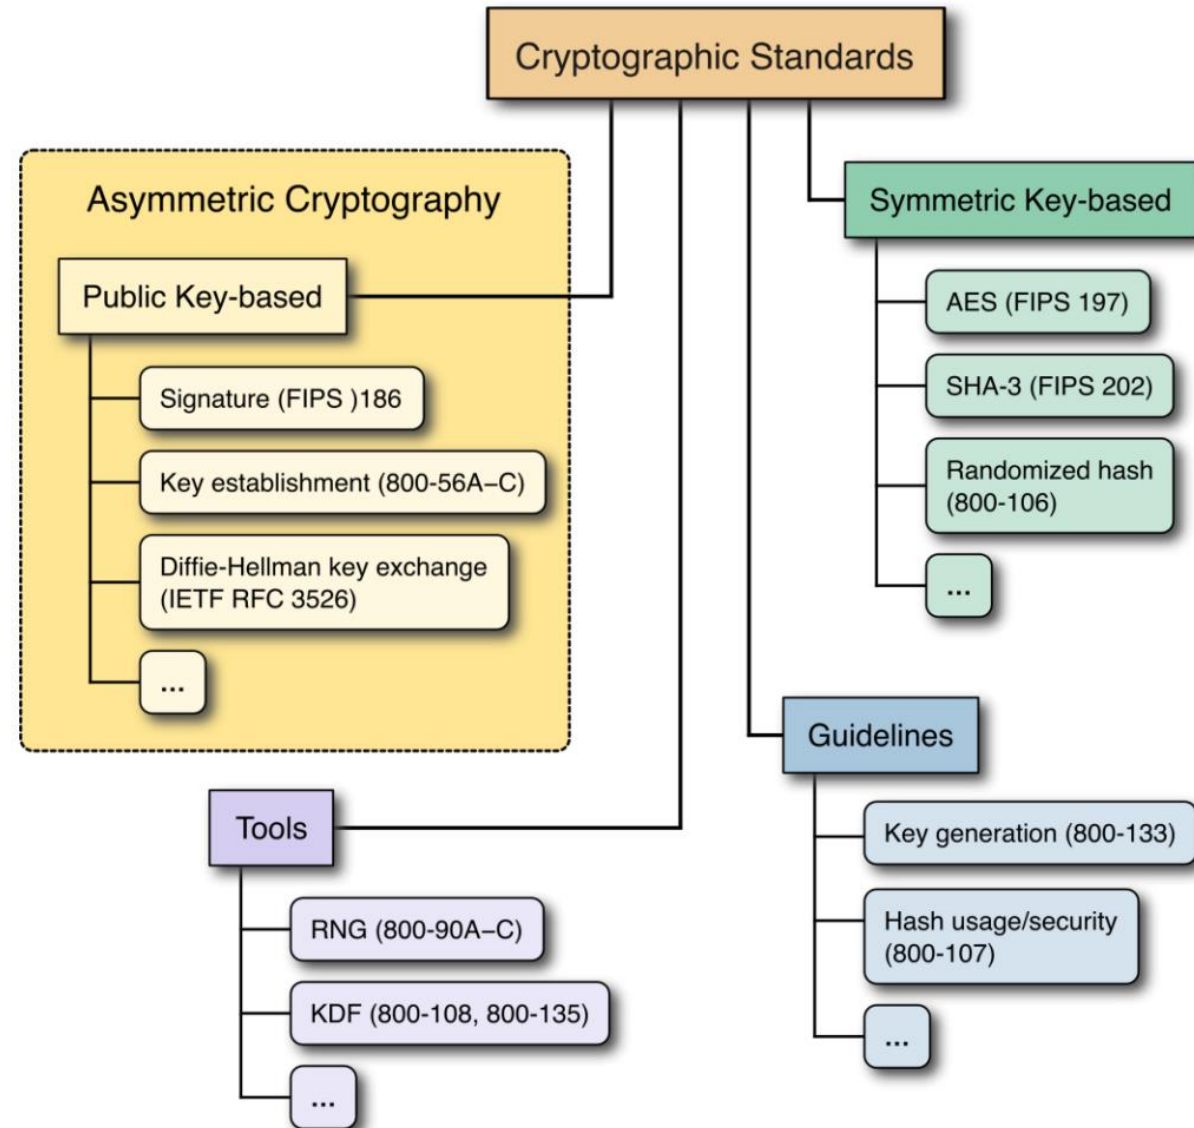 Cryptographic Standards
Asymmetric Cryptography
Public Key-based
Signature (FIPS )186
Key establishment (800-56A–C)
Diffie-Hellman key exchange
(IETF RFC 3526)
...
Symmetric Key-based
AES (FIPS 197)
SHA-3 (FIPS 202)
Randomized hash
(800-106)
...
Tools
RNG (800-90A–C)
KDF (800-108, 800-135)
...
Guidelines
Key generation (800-133)
Hash usage/security
(800-107)
...